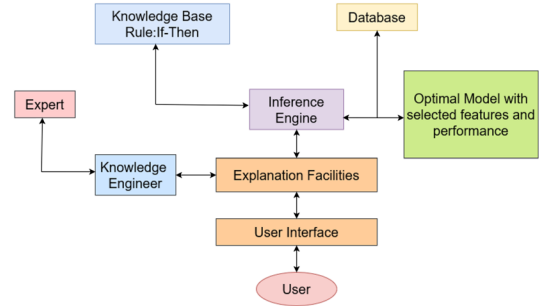 Knowledge Base
Rule:If-Then
Database
Expert
Inference
Engine
Optimal Model with
selected features and
performance
Knowledge
Engineer
Explanation Facilities
User Interface
User